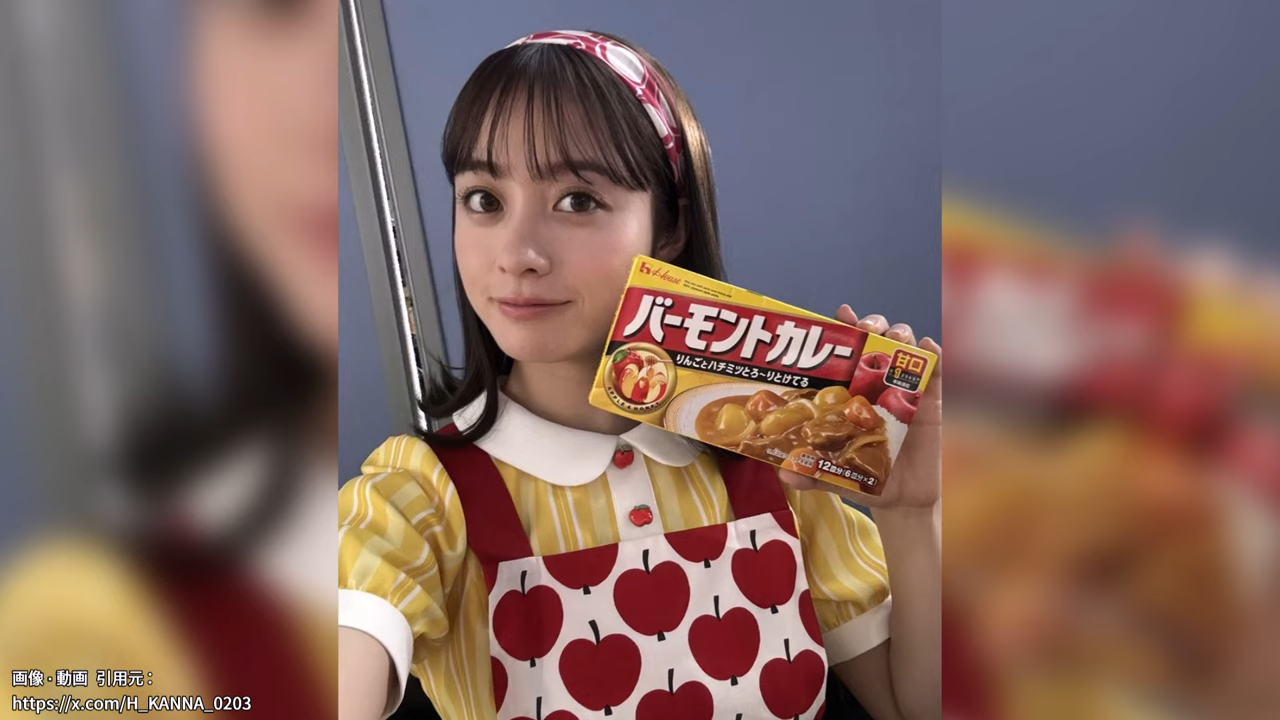 House
バーモントカレー
りんごとハチミツとろ〜りとけてる
甘口
12皿分(6皿分×2)
画像・動画 引用元：
https://x.com/H_KANNA_0203